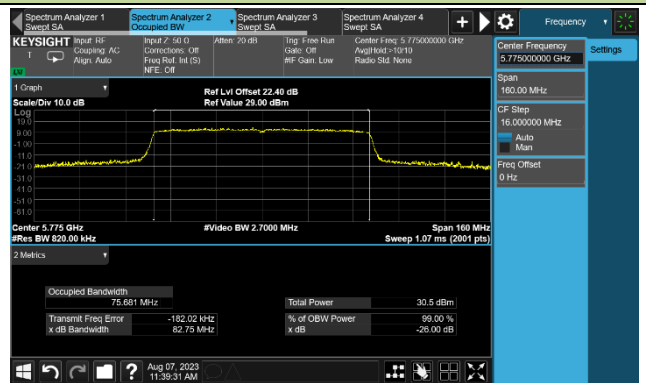 Spectrum Analyzer 1
Swept SA
Spectrum Analyzer 2
Occupied BW
Spectrum Analyzer 3
Swept SA
Spectrum Analyzer 4
Swept SA
+
Frequency
KEYSIGHT
T
LW
Input: RF
Coupling: AC
Align: Auto
Input Z: 50 Ω
Corrections: Off
Freq Ref: Int (S)
NFE: Off
Atten: 20 dB
Trig: Free Run
Gate: Off
#IF Gain: Low
Center Freq: 5.775000000 GHz
Avg|Hold:>10/10
Radio Std: None
Center Frequency
5.775000000 GHz
Settings
Span
160.00 MHz
CF Step
16.000000 MHz
Auto
Man
Freq Offset
0 Hz
1 Graph
Scale/Div 10.0 dB
Ref Lvl Offset 22.40 dB
Ref Value 29.00 dBm
Log
19.0
9.00
-1.00
-11.0
-21.0
-31.0
-41.0
-51.0
-61.0
Center 5.775 GHz
#Res BW 820.00 kHz
#Video BW 2.7000 MHz
Span 160 MHz
Sweep 1.07 ms (2001 pts)
2 Metrics
Occupied Bandwidth
75.681 MHz
Total Power
30.5 dBm
Transmit Freq Error
-182.02 kHz
% of OBW Power
99.00 %
x dB Bandwidth
82.75 MHz
x dB
-26.00 dB
?
Aug 07, 2023
11:39:31 AM